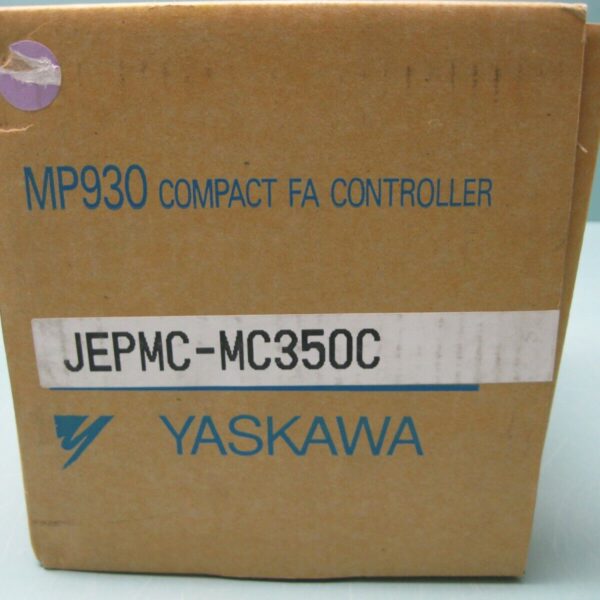 MP930 COMPACT FA CONTROLLER
JEPMC-MC350C
YASKAWA